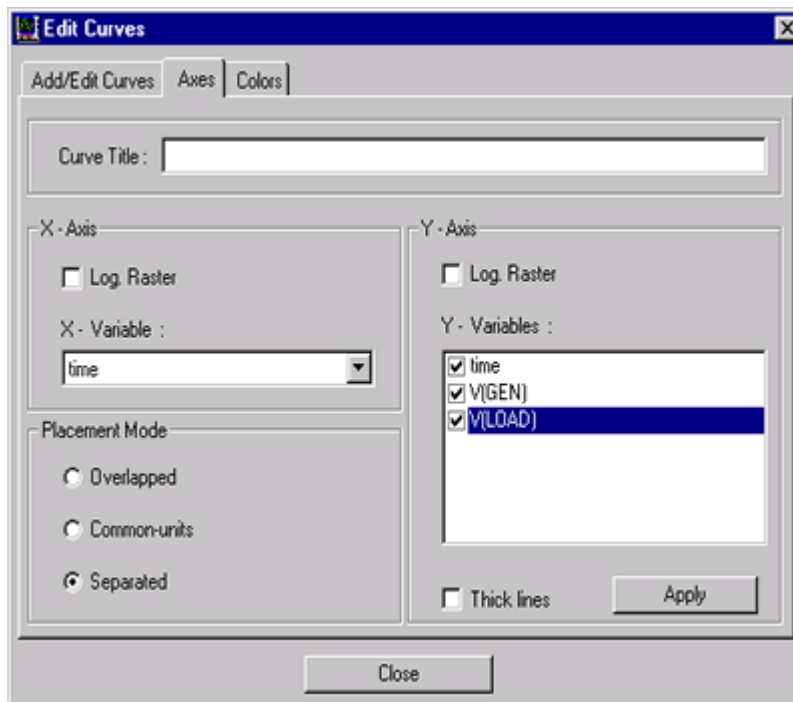 Edit Curves
Add/Edit Curves Axes Colors
Curve Title :
X - Axis
Log. Raster
X - Variable :
time
Placement Mode
Overlapped
Common-units
Separated
Y - Axis
Log. Raster
Y - Variables :
time
V(GEN)
V(LOAD)
Thick lines
Apply
Close